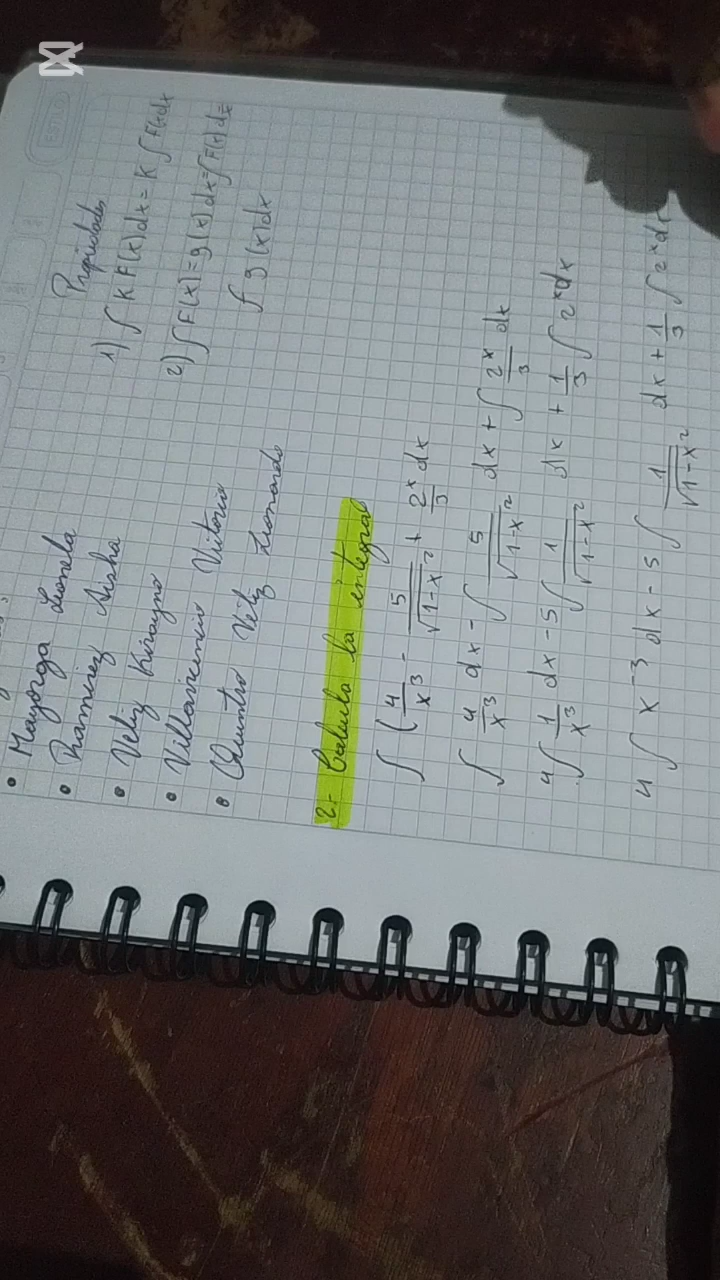 ESTILO
Propiedades
1) ∫ K F(x) dx = K ∫ F(x) dx
2) ∫ F(x) = g(x) dx = ∫ F(x) dx =
∫ g(x) dx
• Mayorga Leonela
• Ramirez Aisha
• Veliz
• Villavicencio
• Veliz Leonardo
2- Calcula la integral
∫ ( 4/x³ - 5/√1-x² + 2ˣ/3 dx
∫ 4/x³ dx - ∫ 5/√1-x² dx + ∫ 2ˣ/3 dx
4 ∫ 1/x³ dx - 5 ∫ 1/√1-x² dx + 1/3 ∫ 2ˣ dx
4 ∫ x⁻³ dx - 5 ∫ 1/√1-x² dx + 1/3 ∫ 2ˣ dx